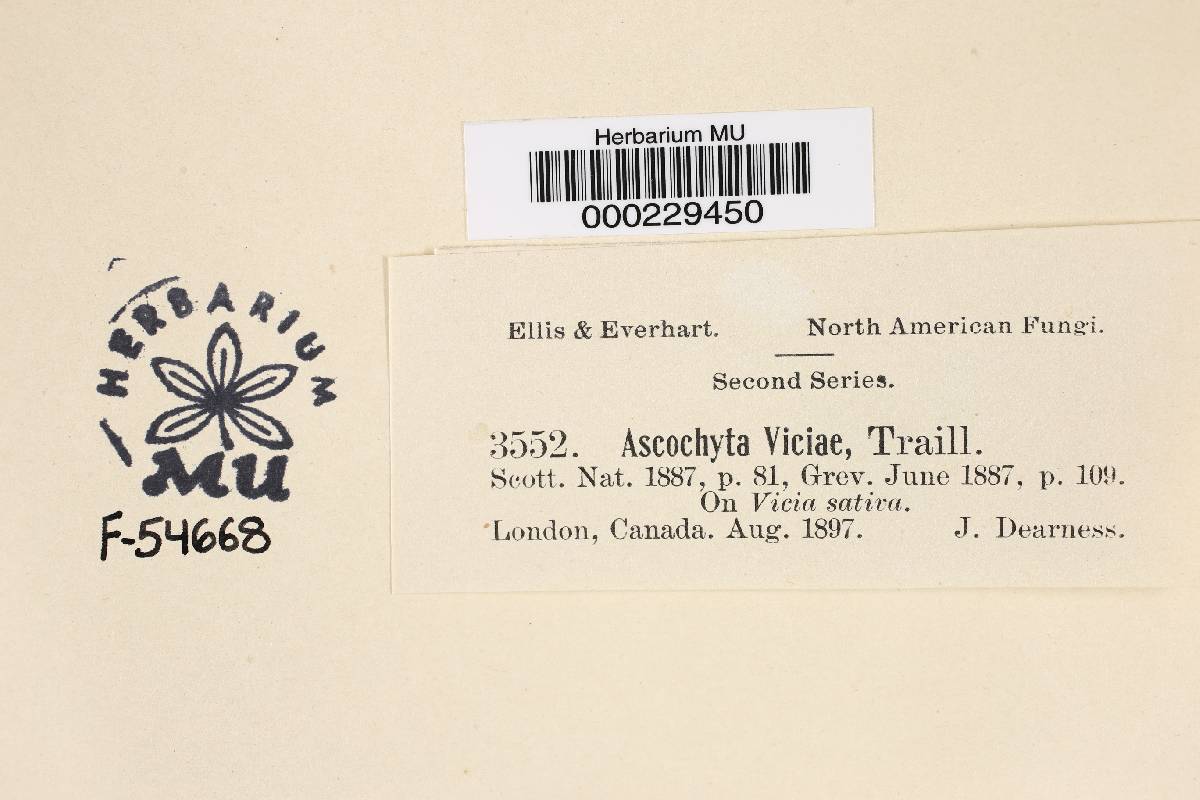 Herbarium MU
000229450
HERBARIUM
MU
F-54668
Ellis & Everhart. North American Fungi.
Second Series.
3552. Ascochyta Viciae, Traill.
Scott. Nat. 1887, p. 81, Grev. June 1887, p. 109.
On Vicia sativa.
London, Canada. Aug. 1897. J. Dearness.